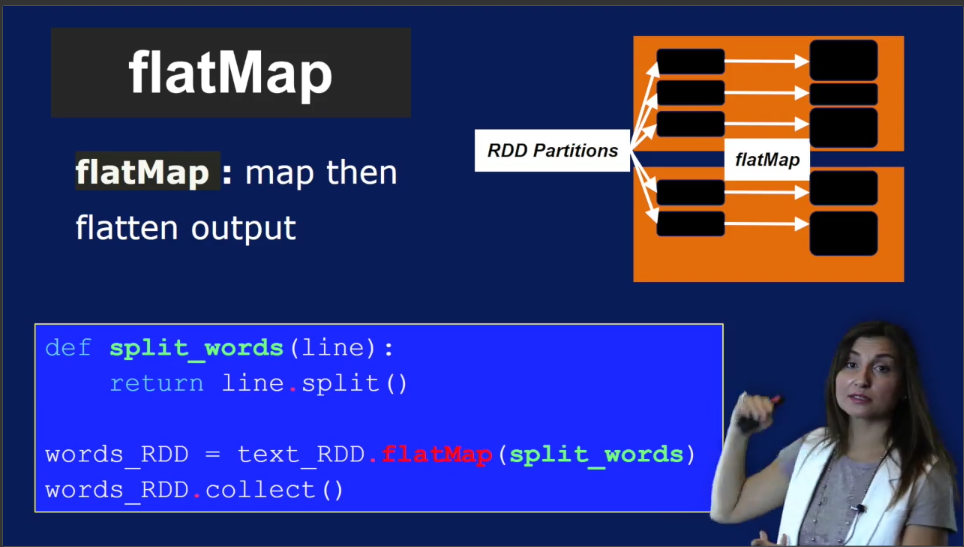 flatMap
flatMap : map then
flatten output
RDD Partitions
flatMap
def split_words(line):
    return line.split()
words_RDD = text_RDD.flatMap(split_words)
words_RDD.collect()